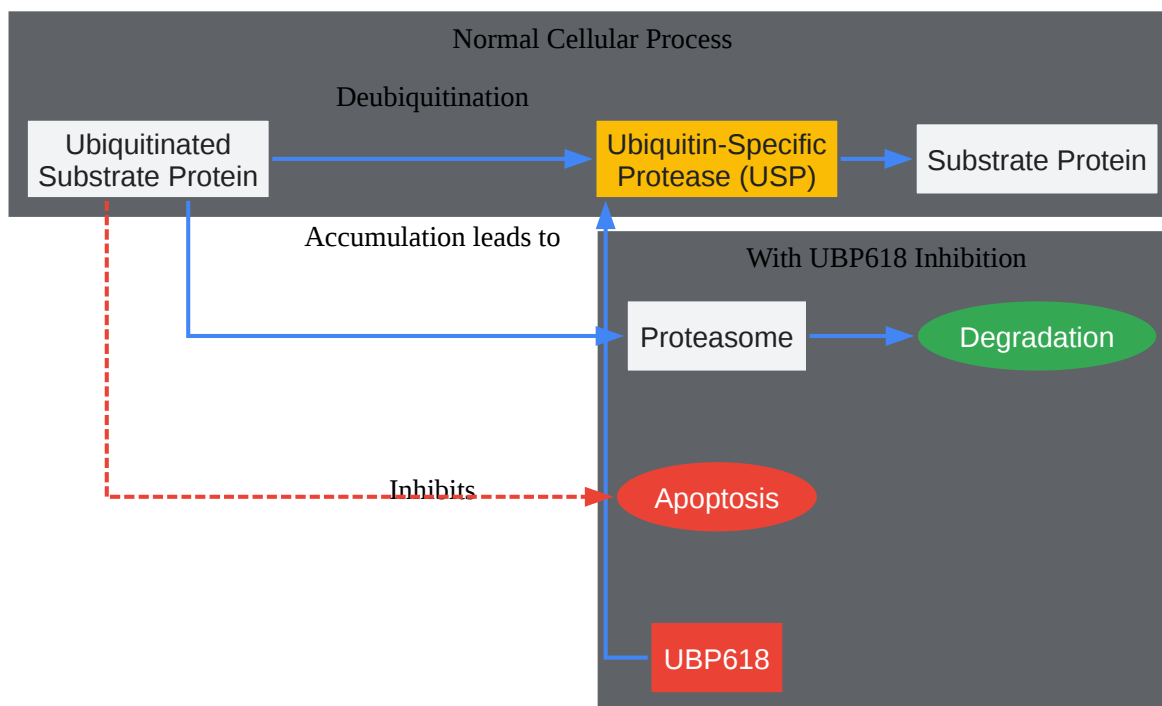 Normal Cellular Process
Deubiquitination
Ubiquitinated
Substrate Protein
Ubiquitin-Specific
Protease (USP)
Substrate Protein
Accumulation leads to
With UBP618 Inhibition
Proteasome
Degradation
Inhibits
Apoptosis
UBP618